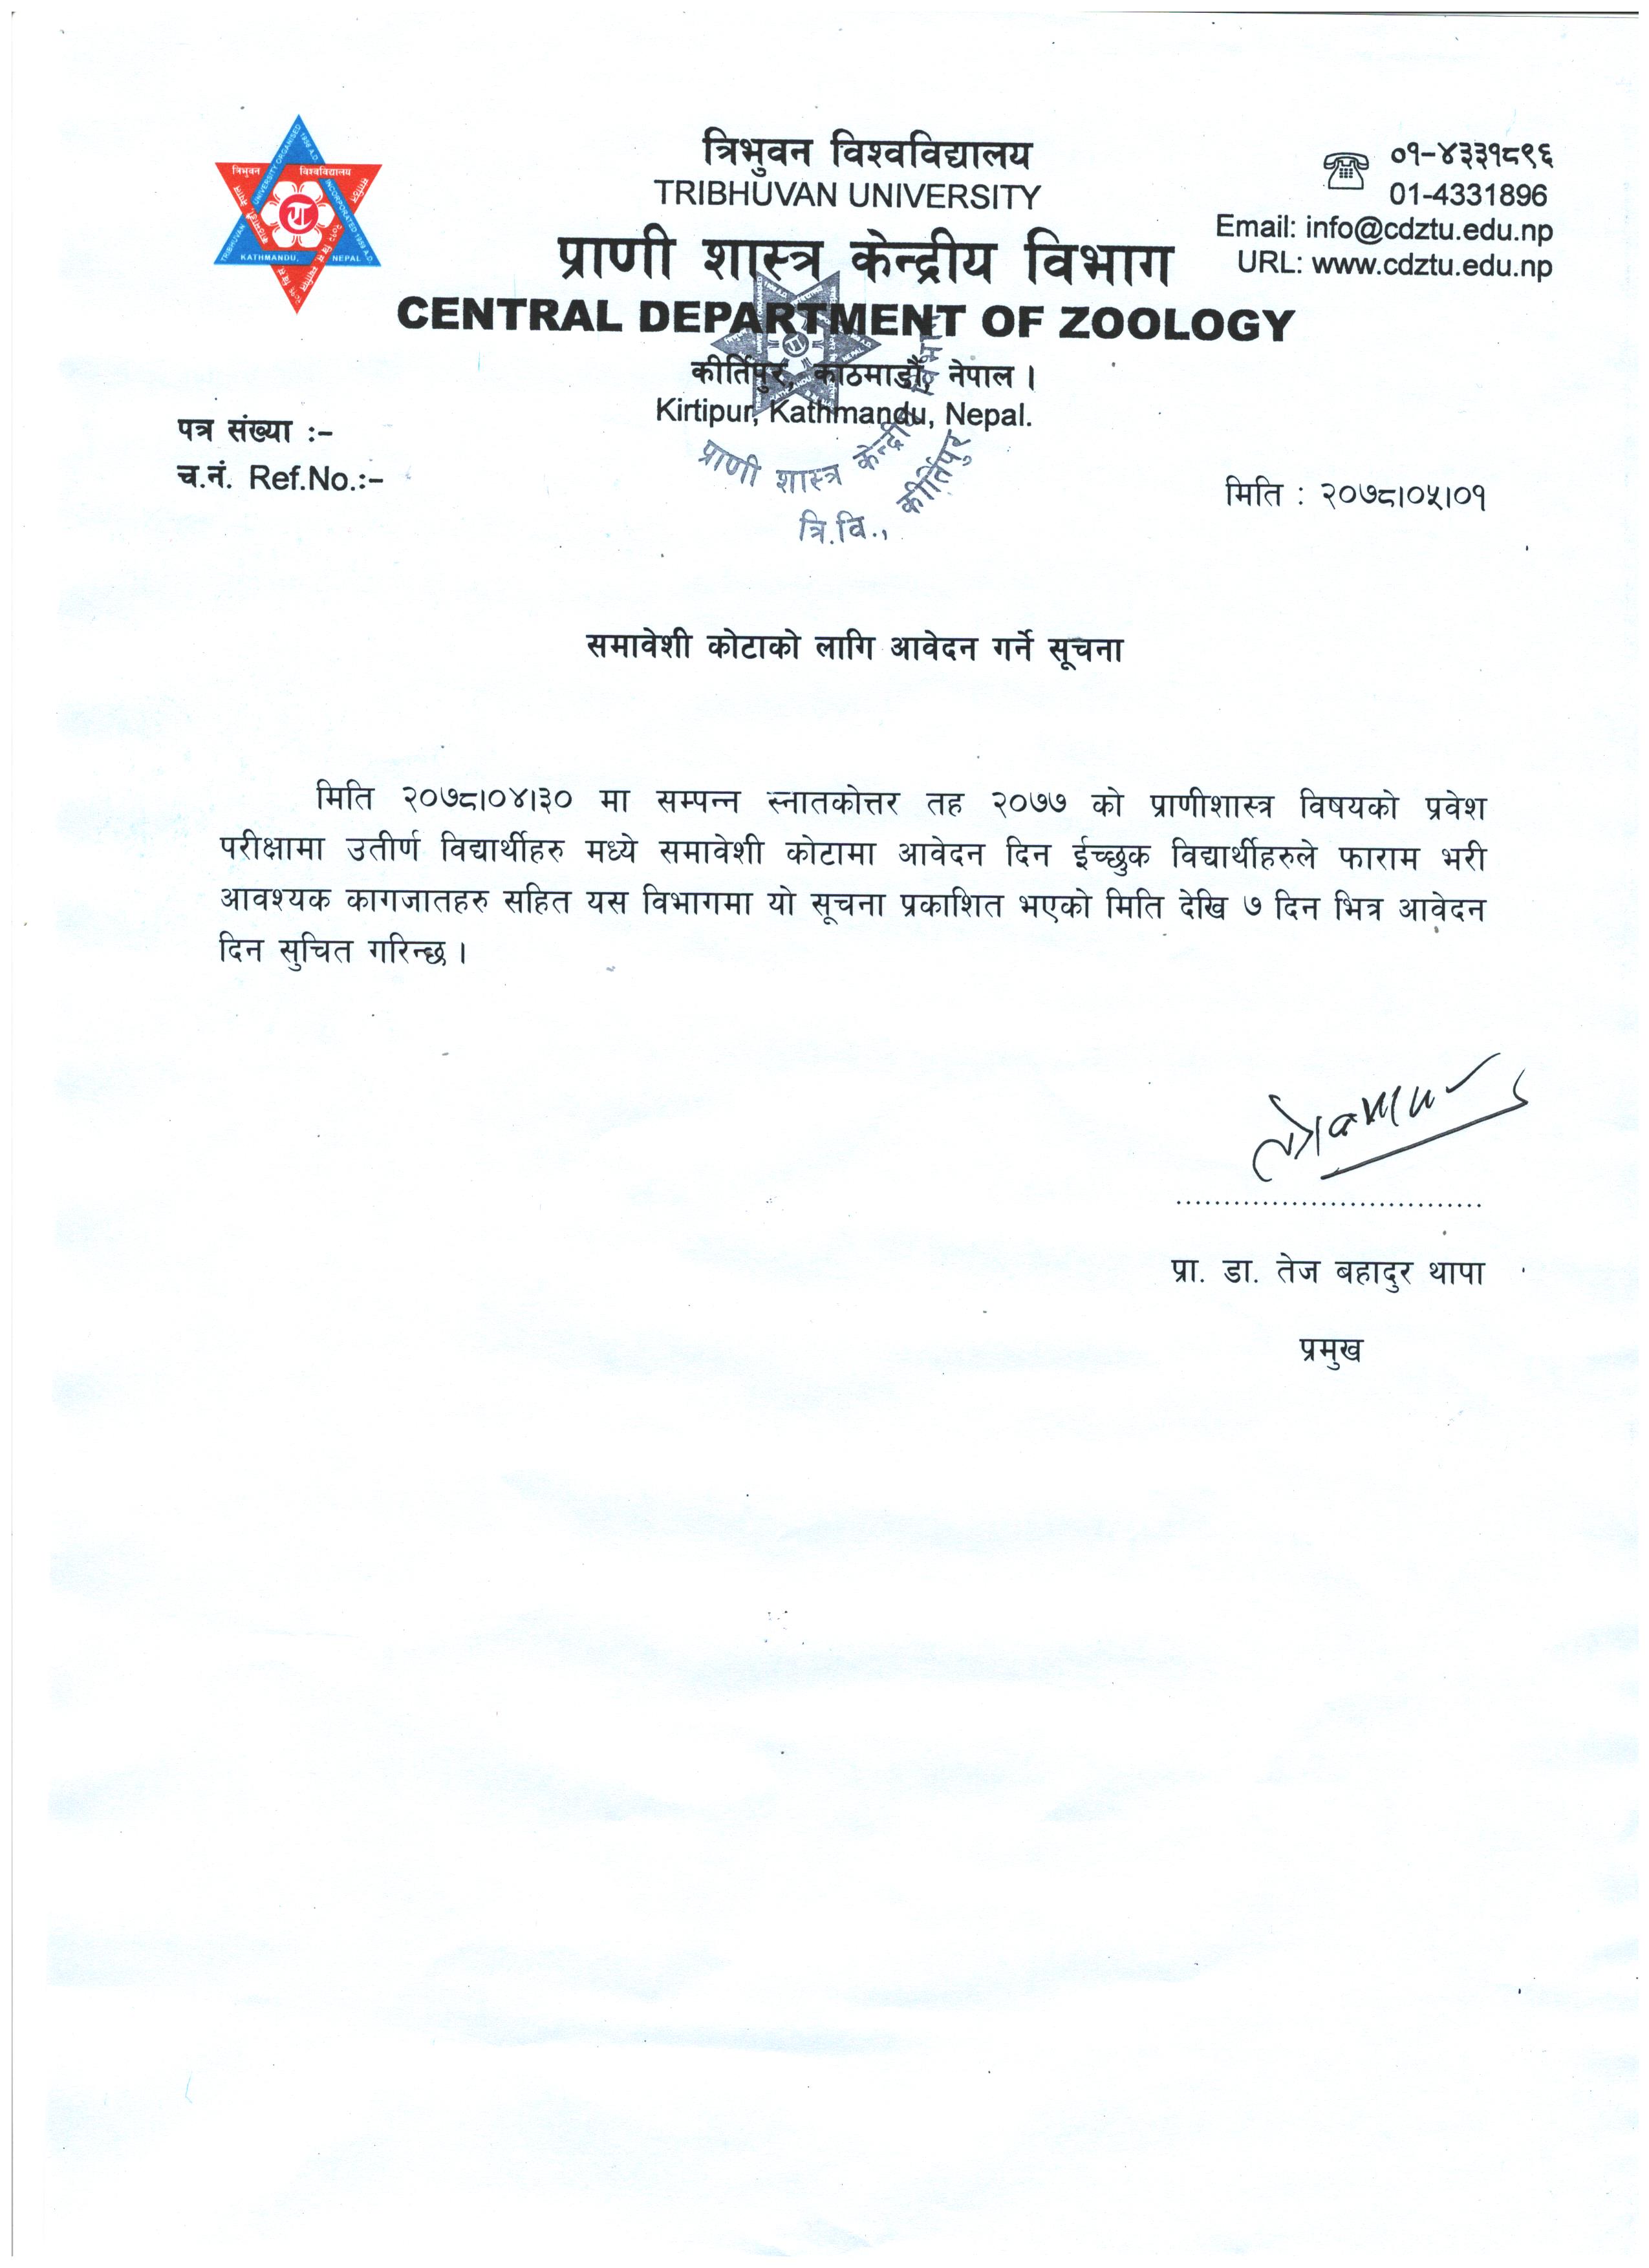 त्रिभुवन विश्वविद्यालय
TRIBHUVAN UNIVERSITY
प्राणी शास्त्र केन्द्रीय विभाग
CENTRAL DEPARTMENT OF ZOOLOGY
कीर्तिपुर, काठमाडौं, नेपाल ।
Kirtipur, Kathmandu, Nepal.
०१-४३३१८९६
01-4331896
Email: info@cdztu.edu.np
URL: www.cdztu.edu.np
त्रिभुवन विश्वविद्यालय
KATHMANDU, NEPAL
प्राणी शास्त्र केन्द्रीय विभाग
त्रि.वि., कीर्तिपुर
पत्र संख्या :-
च.नं. Ref.No.:-
मिति : २०७८।०५।०१
समावेशी कोटाको लागि आवेदन गर्ने सूचना
मिति २०७८।०४।३० मा सम्पन्न स्नातकोत्तर तह २०७७ को प्राणीशास्त्र विषयको प्रवेश
परीक्षामा उतीर्ण विद्यार्थीहरु मध्ये समावेशी कोटामा आवेदन दिन ईच्छुक विद्यार्थीहरुले फाराम भरी
आवश्यक कागजातहरु सहित यस विभागमा यो सूचना प्रकाशित भएको मिति देखि ७ दिन भित्र आवेदन
दिन सुचित गरिन्छ ।
................................
प्रा. डा. तेज बहादुर थापा
प्रमुख